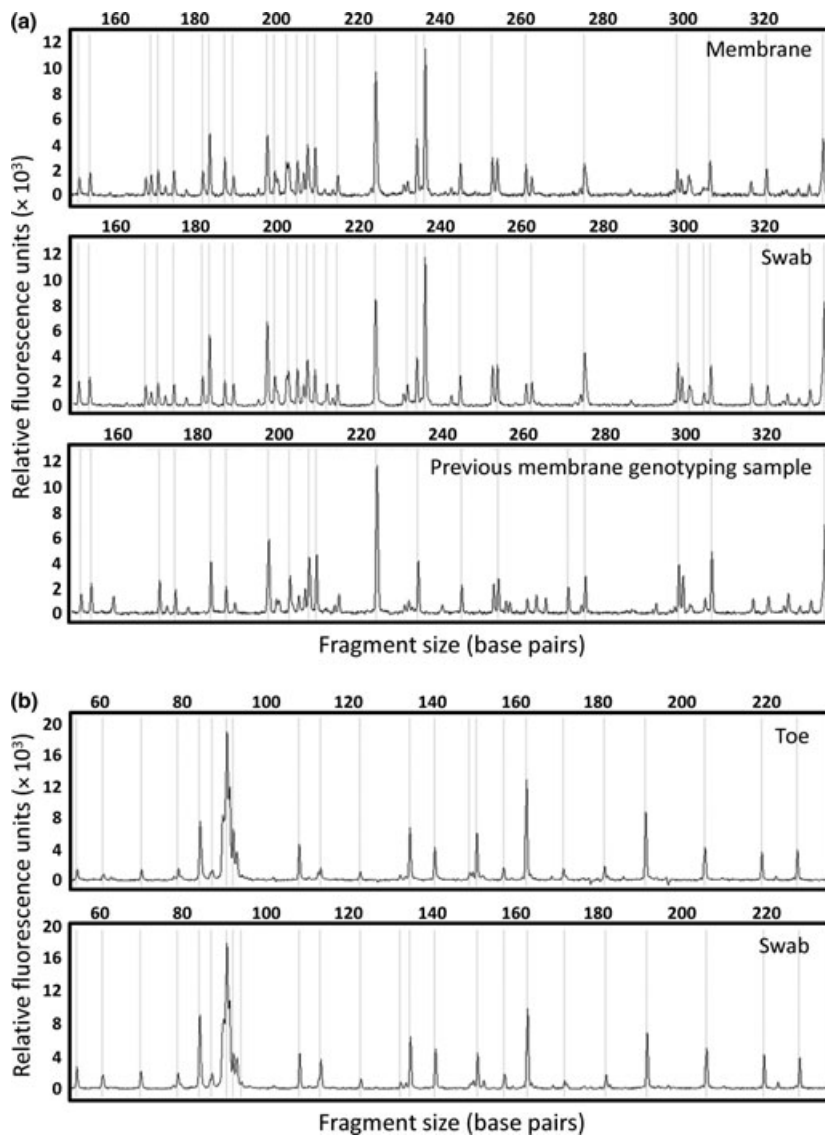 (a)
160 180 200 220 240 260 280 300 320
Membrane
12
10
8
6
4
2
0
160 180 200 220 240 260 280 300 320
Swab
12
10
8
6
4
2
0
160 180 200 220 240 260 280 300 320
Previous membrane genotyping sample
12
10
8
6
4
2
0
Relative fluorescence units (× 10³)
Fragment size (base pairs)
(b)
60 80 100 120 140 160 180 200 220
Toe
20
16
12
8
4
0
60 80 100 120 140 160 180 200 220
Swab
20
16
12
8
4
0
Relative fluorescence units (× 10³)
Fragment size (base pairs)